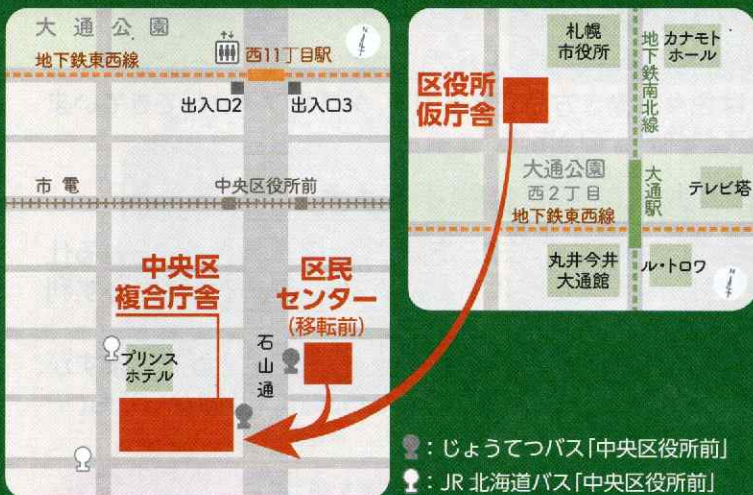 大通公園
地下鉄東西線
西11丁目駅
出入口2
出入口3
市電
中央区役所前
中央区
複合庁舎
区民
センター
(移転前)
プリンス
ホテル
石山通
札幌
市役所
地下鉄南北線
カナモト
ホール
区役所
仮庁舎
大通公園
西2丁目
大通駅
テレビ塔
地下鉄東西線
丸井今井
大通館
ル・トロワ
:じょうてつバス「中央区役所前」
:JR北海道バス「中央区役所前」